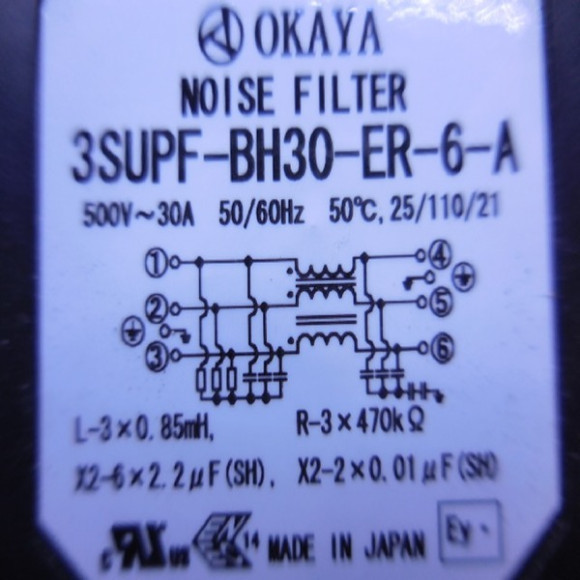 OKAYA
NOISE FILTER
3SUPF-BH30-ER-6-A
500V~30A 50/60Hz 50℃, 25/110/21
① ④
② ⑤
③ ⑥
L-3×0.85mH, R-3×470kΩ
X2-6×2.2μF(SH), X2-2×0.01μF(SH)
c us 14 MADE IN JAPAN